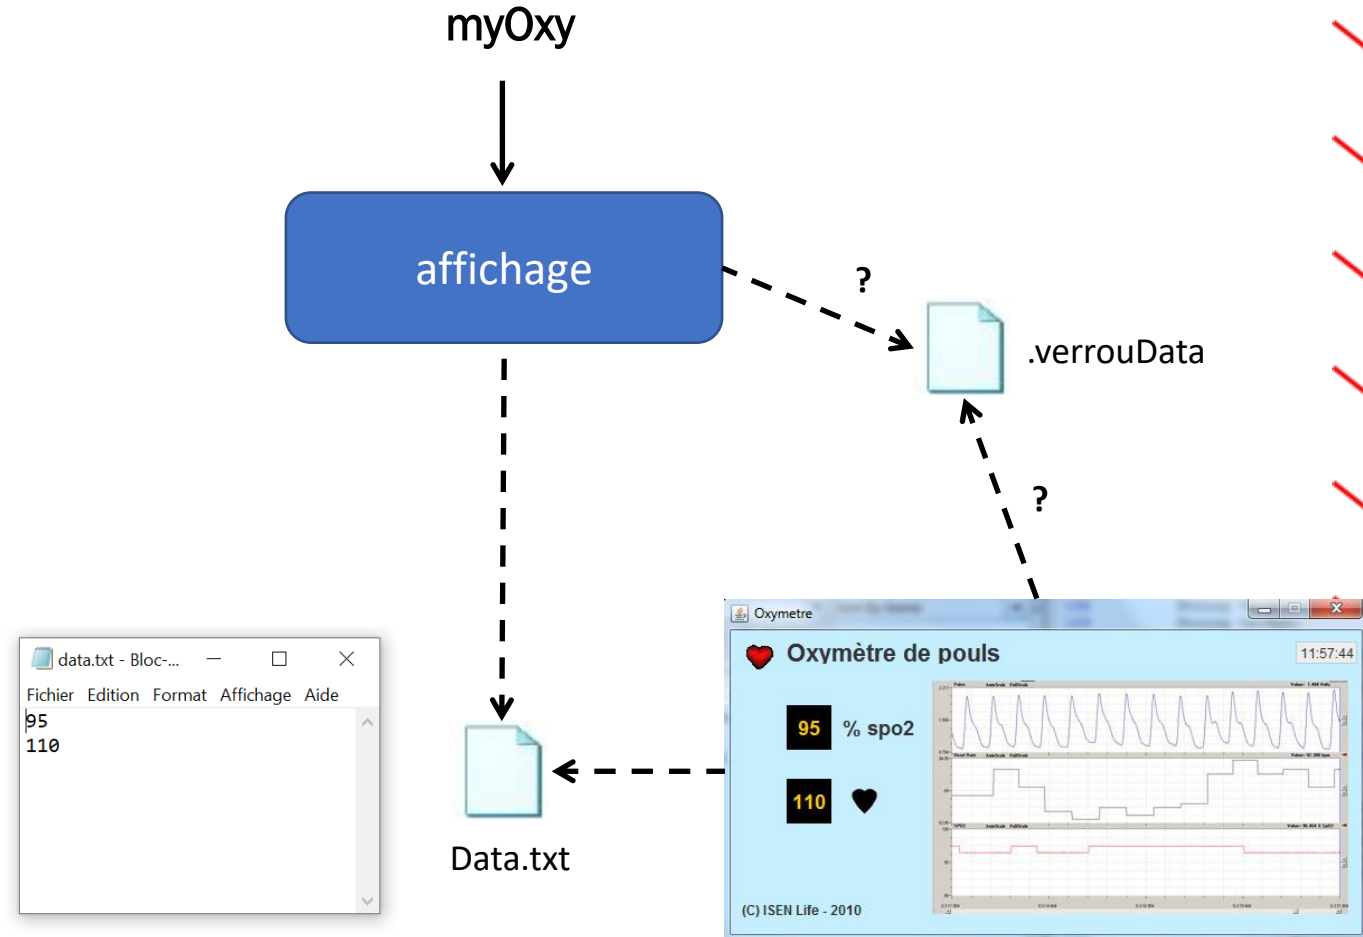 myOxy
affichage
?
.verrouData
?
data.txt - Bloc-...
Fichier Edition Format Affichage Aide
95
110
Data.txt
Oxymetre
Oxymètre de pouls
11:57:44
95 % spo2
110
(C) ISEN Life - 2010